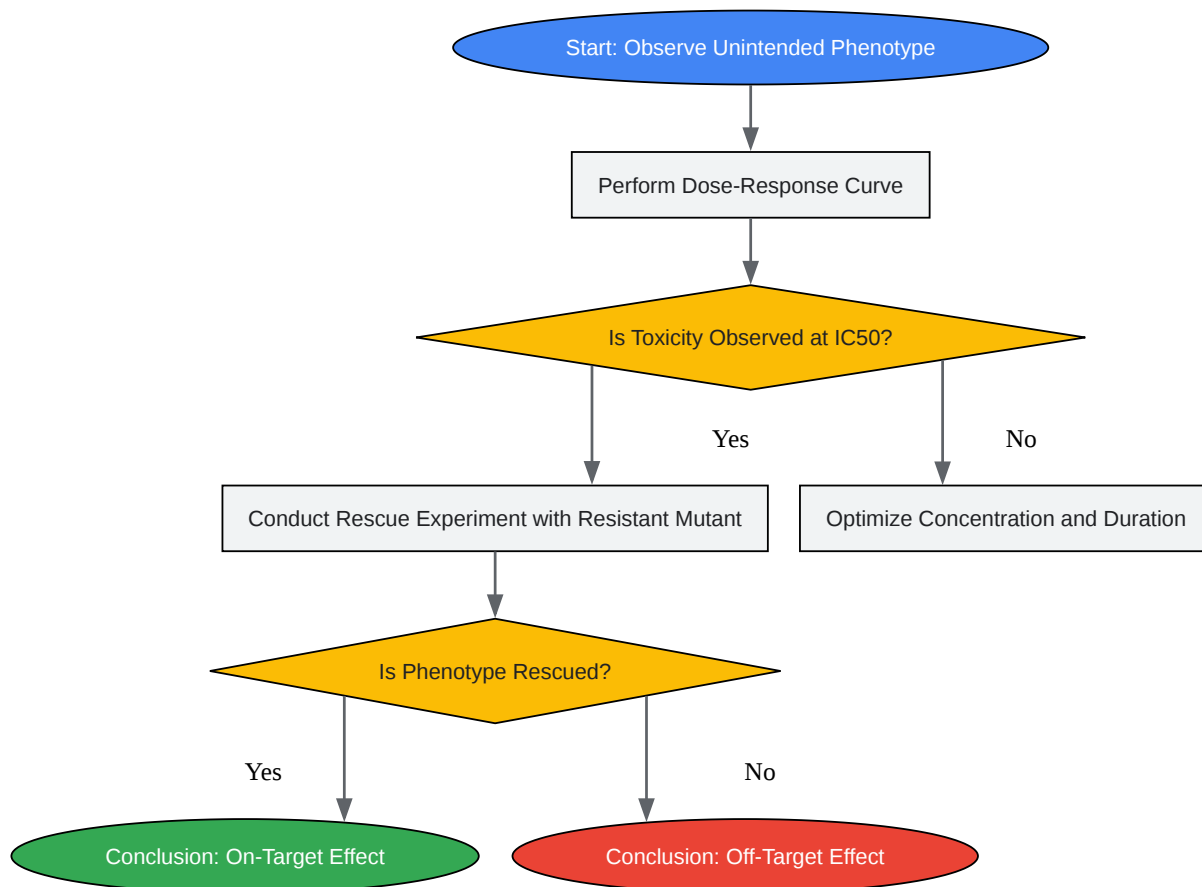 Start: Observe Unintended Phenotype
Perform Dose-Response Curve
Is Toxicity Observed at IC50?
Yes
No
Conduct Rescue Experiment with Resistant Mutant
Optimize Concentration and Duration
Is Phenotype Rescued?
Yes
No
Conclusion: On-Target Effect
Conclusion: Off-Target Effect